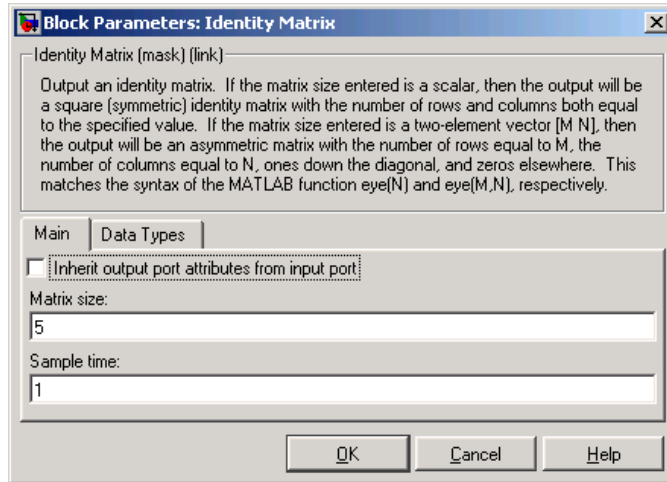 Block Parameters: Identity Matrix
Identity Matrix (mask) (link)
Output an identity matrix.  If the matrix size entered is a scalar, then the output will be
a square (symmetric) identity matrix with the number of rows and columns both equal
to the specified value.  If the matrix size entered is a two-element vector [M N], then
the output will be an asymmetric matrix with the number of rows equal to M, the
number of columns equal to N, ones down the diagonal, and zeros elsewhere.  This
matches the syntax of the MATLAB function eye(N) and eye(M,N), respectively.
Main
Data Types
Inherit output port attributes from input port
Matrix size:
5
Sample time:
1
OK
Cancel
Help